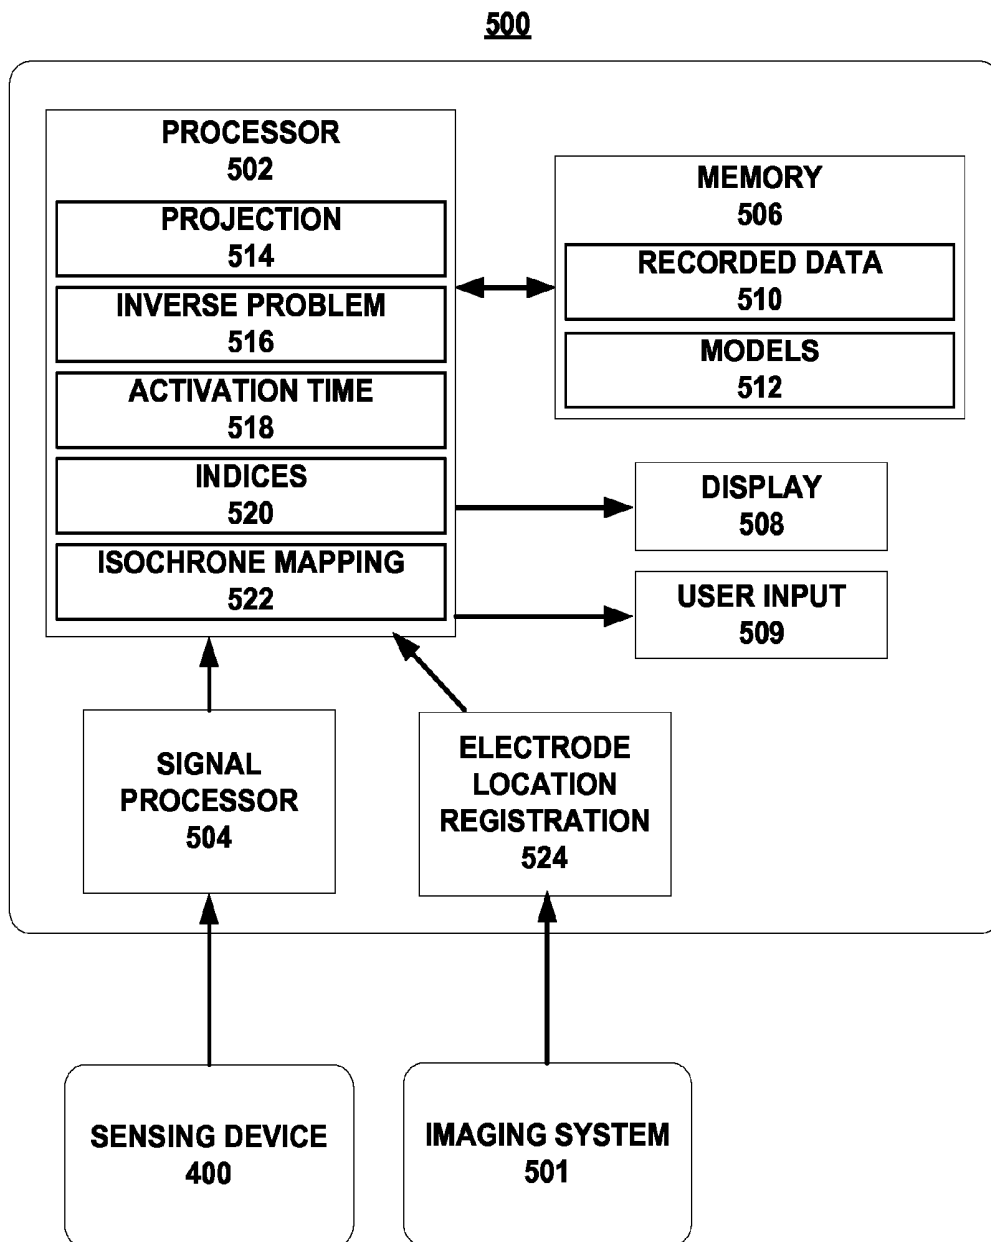 500
PROCESSOR
502
PROJECTION
514
INVERSE PROBLEM
516
ACTIVATION TIME
518
INDICES
520
ISOCHRONE MAPPING
522
MEMORY
506
RECORDED DATA
510
MODELS
512
DISPLAY
508
USER INPUT
509
SIGNAL
PROCESSOR
504
ELECTRODE
LOCATION
REGISTRATION
524
SENSING DEVICE
400
IMAGING SYSTEM
501